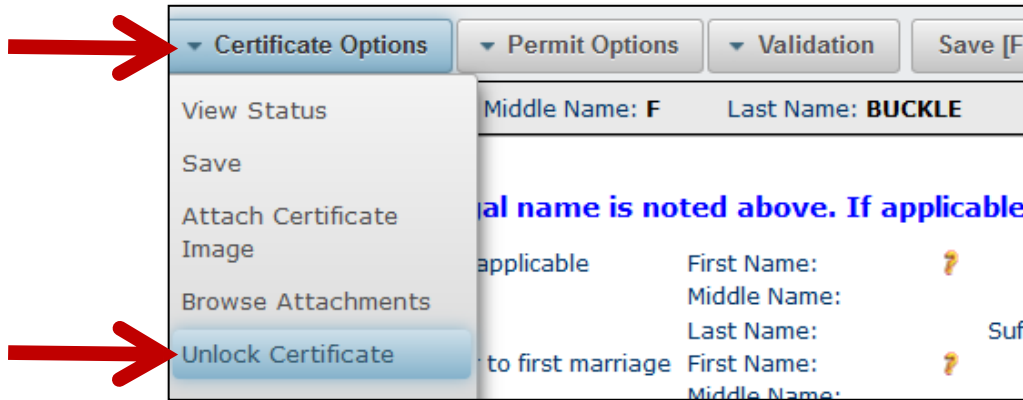 Certificate Options Permit Options Validation Save [F
View Status Middle Name: F Last Name: BUCKLE
Save
al name is noted above. If applicable
Attach Certificate
Image
applicable First Name:
Browse Attachments Middle Name:
Last Name: Suf
Unlock Certificate to first marriage First Name:
Middle Name: